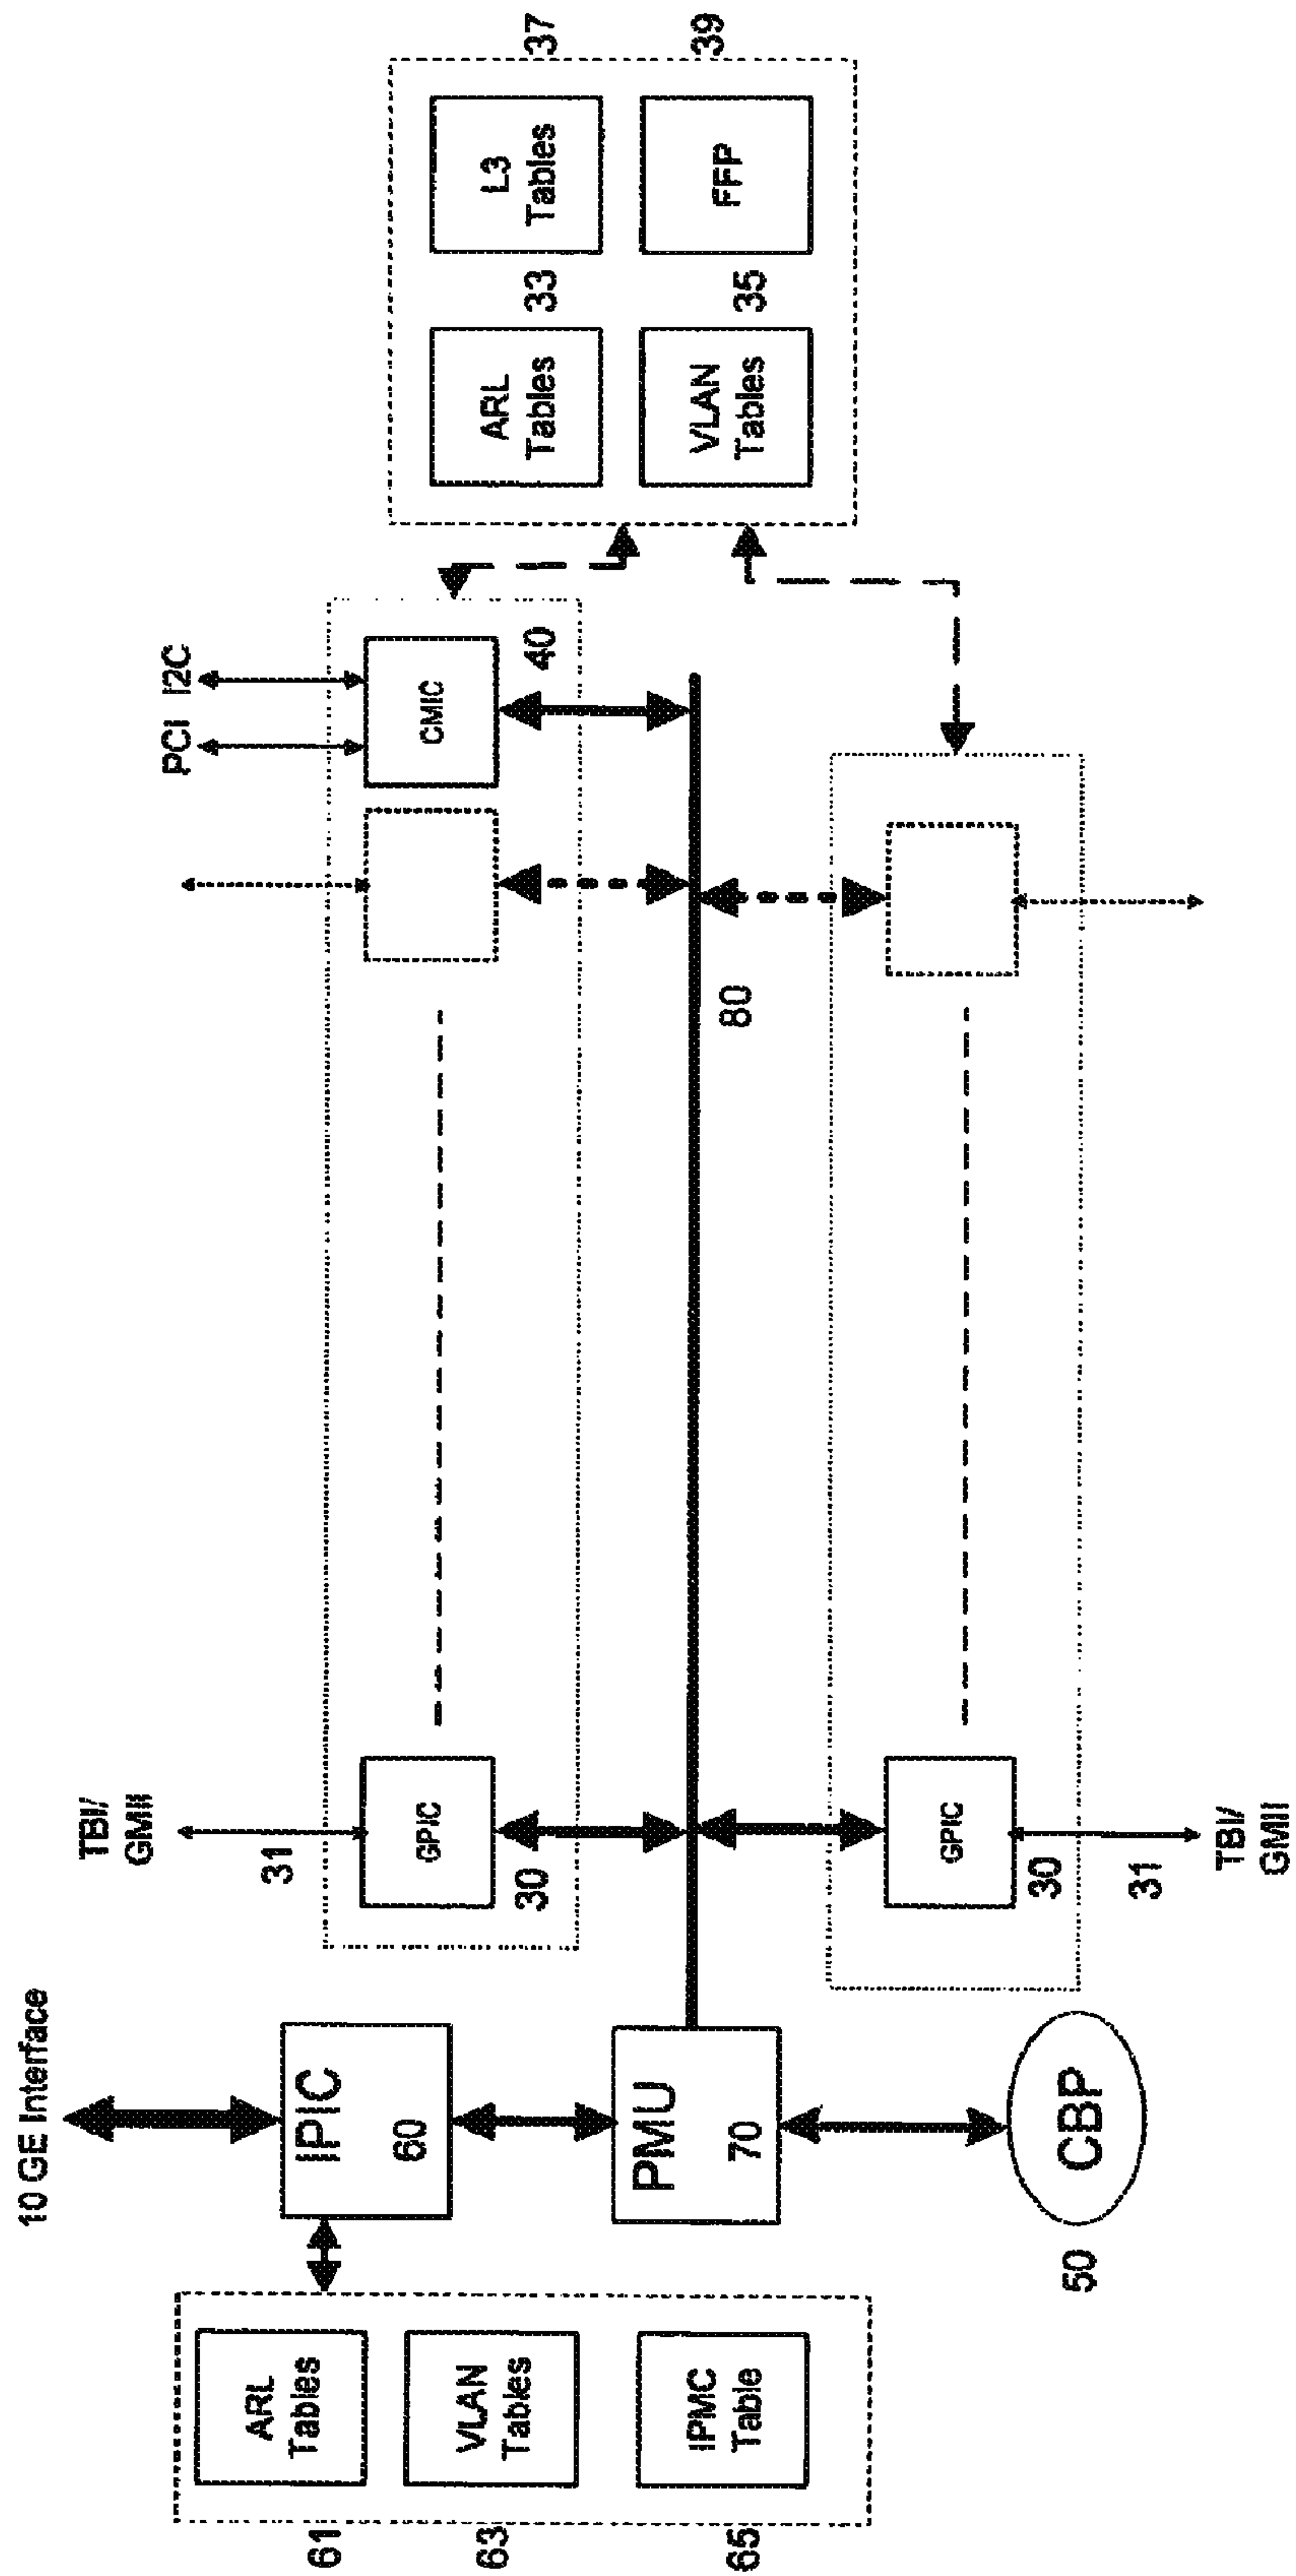 10 GE Interface
TBI/
GMII
PCI
I2C
31
ARL
Tables
61
VLAN
Tables
63
IPMC
Table
65
IPIC
60
PMU
70
CBP
50
GPIC
30
CMIC
40
80
GPIC
30
31
TBI/
GMII
ARL
Tables
33
L3
Tables
37
VLAN
Tables
35
FFP
39